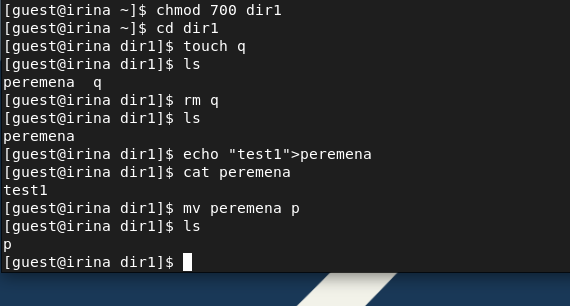 [guest@irina ~]$ chmod 700 dir1
[guest@irina ~]$ cd dir1
[guest@irina dir1]$ touch q
[guest@irina dir1]$ ls
peremena  q
[guest@irina dir1]$ rm q
[guest@irina dir1]$ ls
peremena
[guest@irina dir1]$ echo "test1">peremena
[guest@irina dir1]$ cat peremena
test1
[guest@irina dir1]$ mv peremena p
[guest@irina dir1]$ ls
p
[guest@irina dir1]$